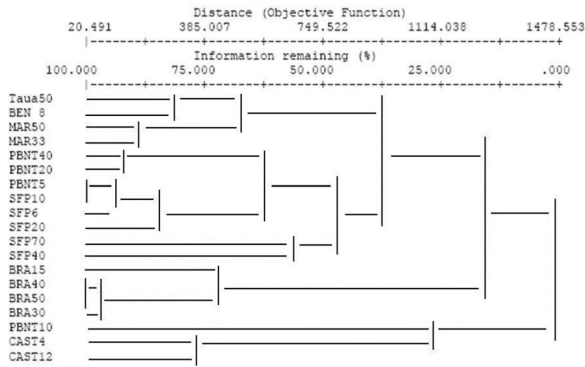 Distance (Objective Function)
20.491 385.007 749.522 1114.038 1478.553
Information remaining (%)
100.000 75.000 50.000 25.000 .000
Taua50
BEN 8
MAR50
MAR33
PBNT40
PBNT20
PBNT5
SFP10
SFP6
SFP20
SFP70
SFP40
BRA15
BRA40
BRA50
BRA30
PBNT10
CAST4
CAST12